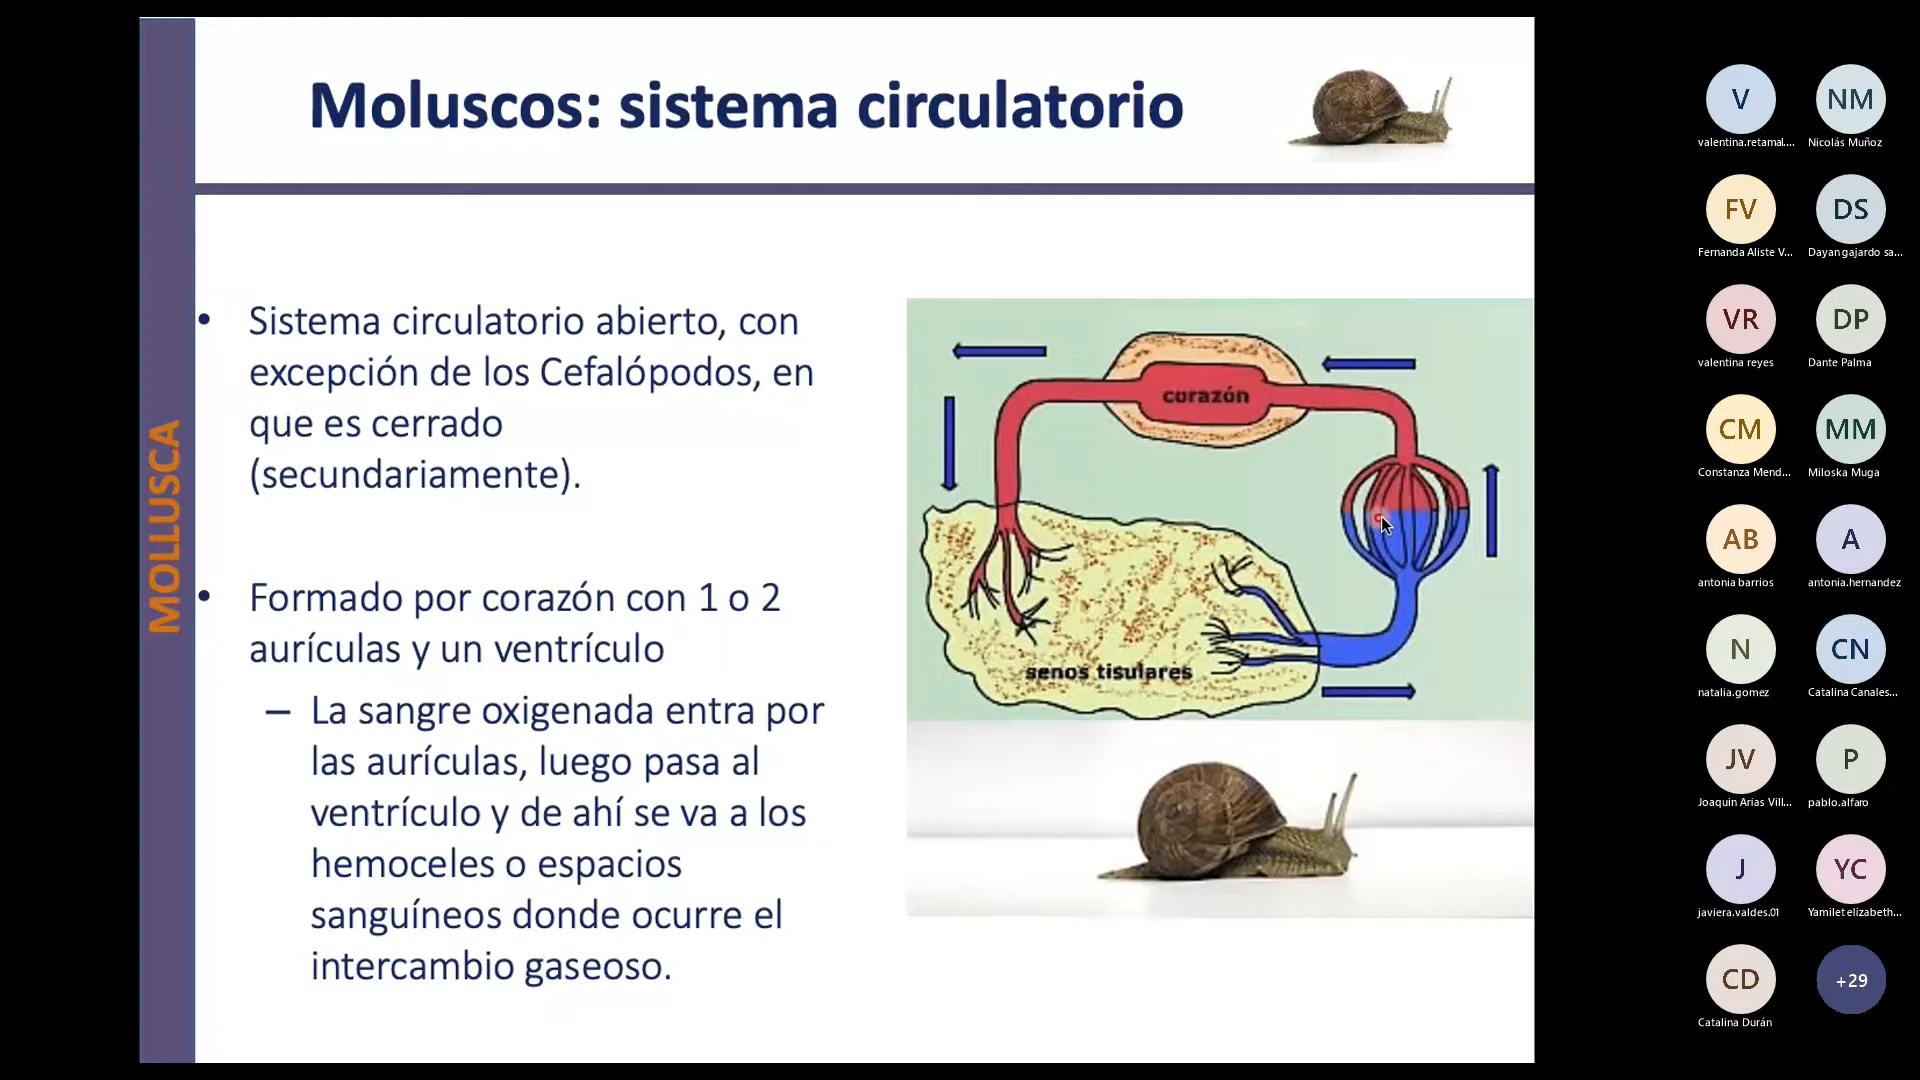 Moluscos: sistema circulatorio
MOLLUSCA
• Sistema circulatorio abierto, con
excepción de los Cefalópodos, en
que es cerrado
(secundariamente).
• Formado por corazón con 1 o 2
aurículas y un ventrículo
– La sangre oxigenada entra por
las aurículas, luego pasa al
ventrículo y de ahí se va a los
hemoceles o espacios
sanguíneos donde ocurre el
intercambio gaseoso.
corazón
senos tisulares
V
valentina.retamal....
NM
Nicolás Muñoz
FV
Fernanda Aliste V...
DS
Dayan gajardo sa...
VR
valentina reyes
DP
Dante Palma
CM
Constanza Mend...
MM
Miloska Muga
AB
antonia barrios
A
antonia.hernandez
N
natalia.gomez
CN
Catalina Canales...
JV
Joaquin Arias Vill...
P
pablo.alfaro
J
javiera.valdes.01
YC
Yamilet elizabeth...
CD
Catalina Durán
+29